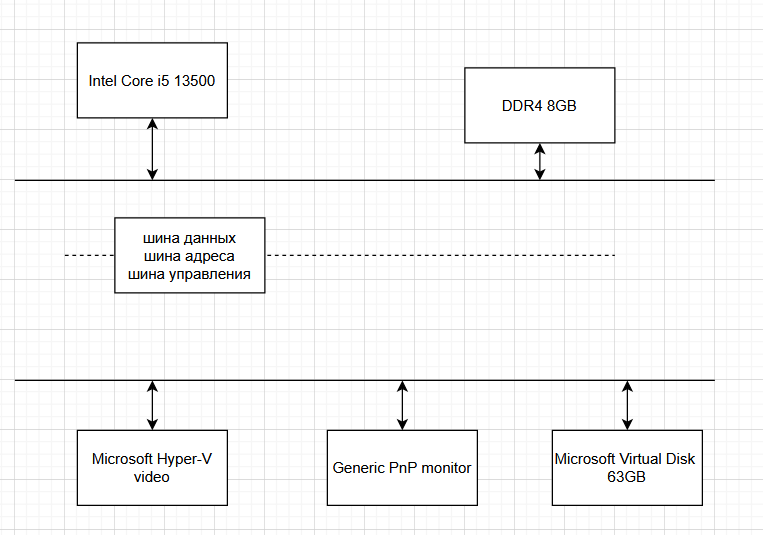 Intel Core i5 13500
DDR4 8GB
шина данных
шина адреса
шина управления
Microsoft Hyper-V
video
Generic PnP monitor
Microsoft Virtual Disk
63GB